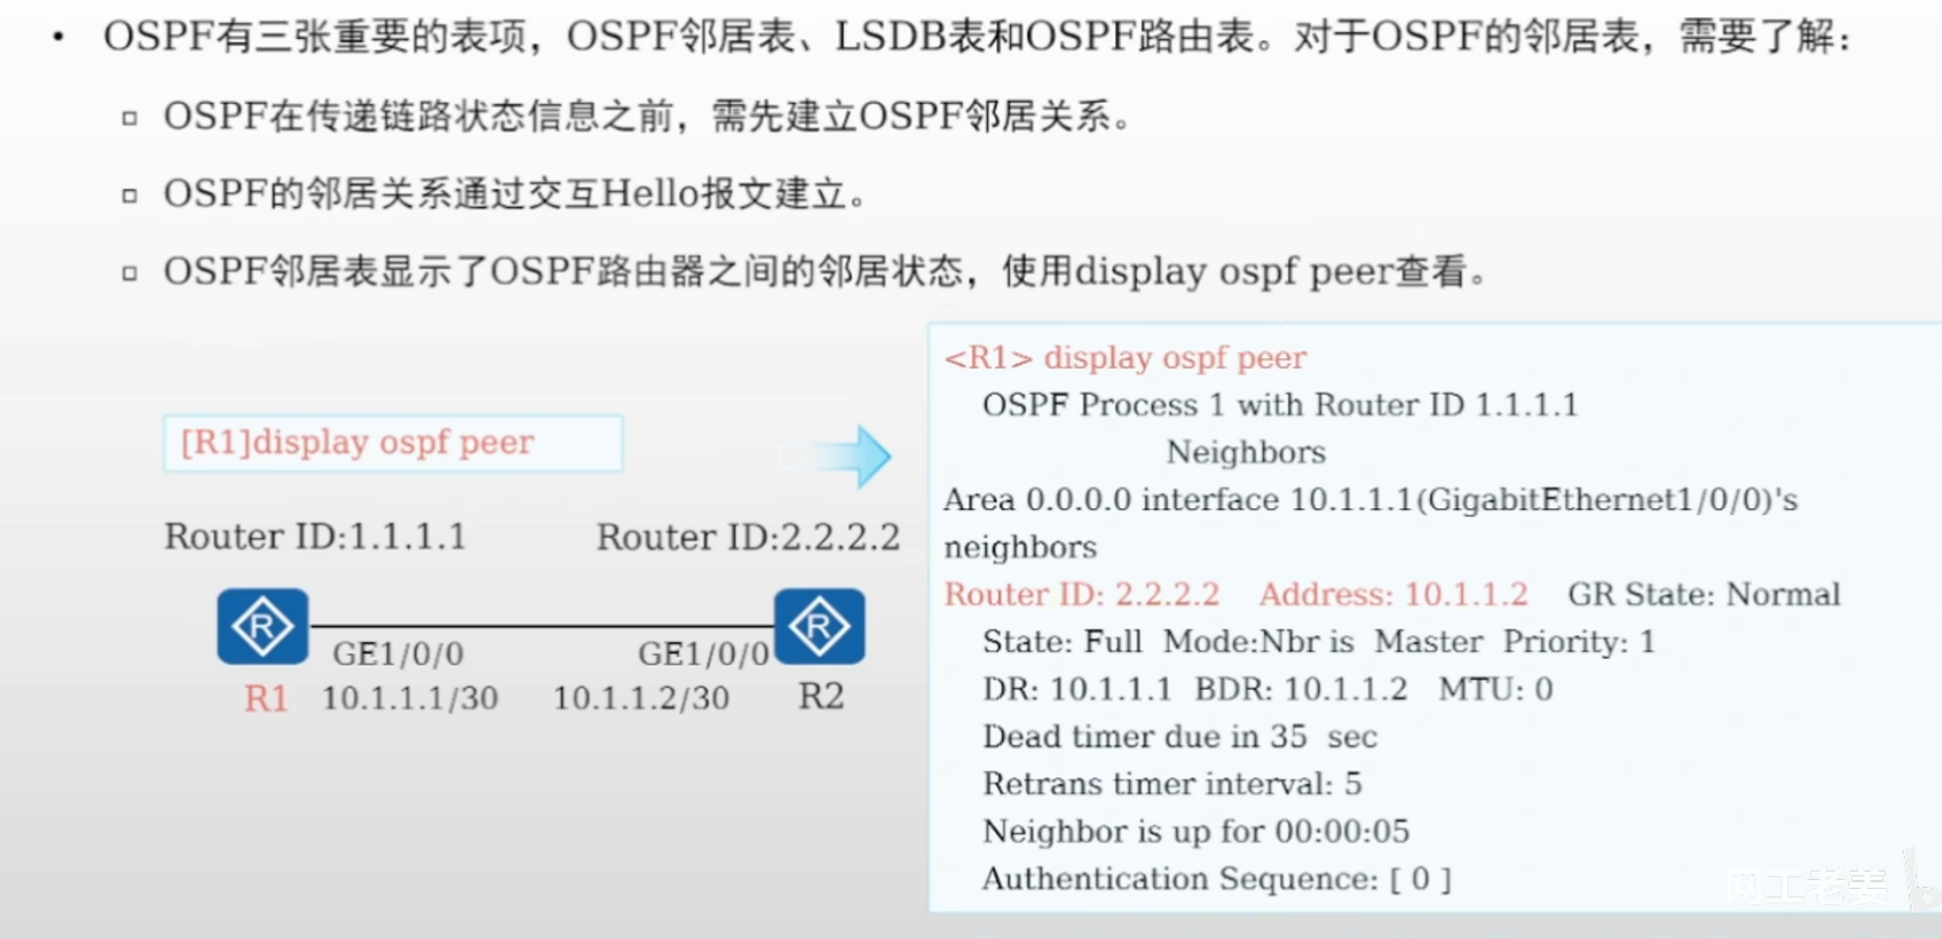 • OSPF有三张重要的表项，OSPF邻居表、LSDB表和OSPF路由表。对于OSPF的邻居表，需要了解：
▫ OSPF在传递链路状态信息之前，需先建立OSPF邻居关系。
▫ OSPF的邻居关系通过交互Hello报文建立。
▫ OSPF邻居表显示了OSPF路由器之间的邻居状态，使用display ospf peer查看。
[R1]display ospf peer
Router ID:1.1.1.1 Router ID:2.2.2.2
R R
GE1/0/0 GE1/0/0
R1 10.1.1.1/30 10.1.1.2/30 R2
<R1> display ospf peer
OSPF Process 1 with Router ID 1.1.1.1
Neighbors
Area 0.0.0.0 interface 10.1.1.1(GigabitEthernet1/0/0)'s
neighbors
Router ID: 2.2.2.2 Address: 10.1.1.2 GR State: Normal
State: Full Mode:Nbr is Master Priority: 1
DR: 10.1.1.1 BDR: 10.1.1.2 MTU: 0
Dead timer due in 35 sec
Retrans timer interval: 5
Neighbor is up for 00:00:05
Authentication Sequence: [ 0 ]
网工老姜